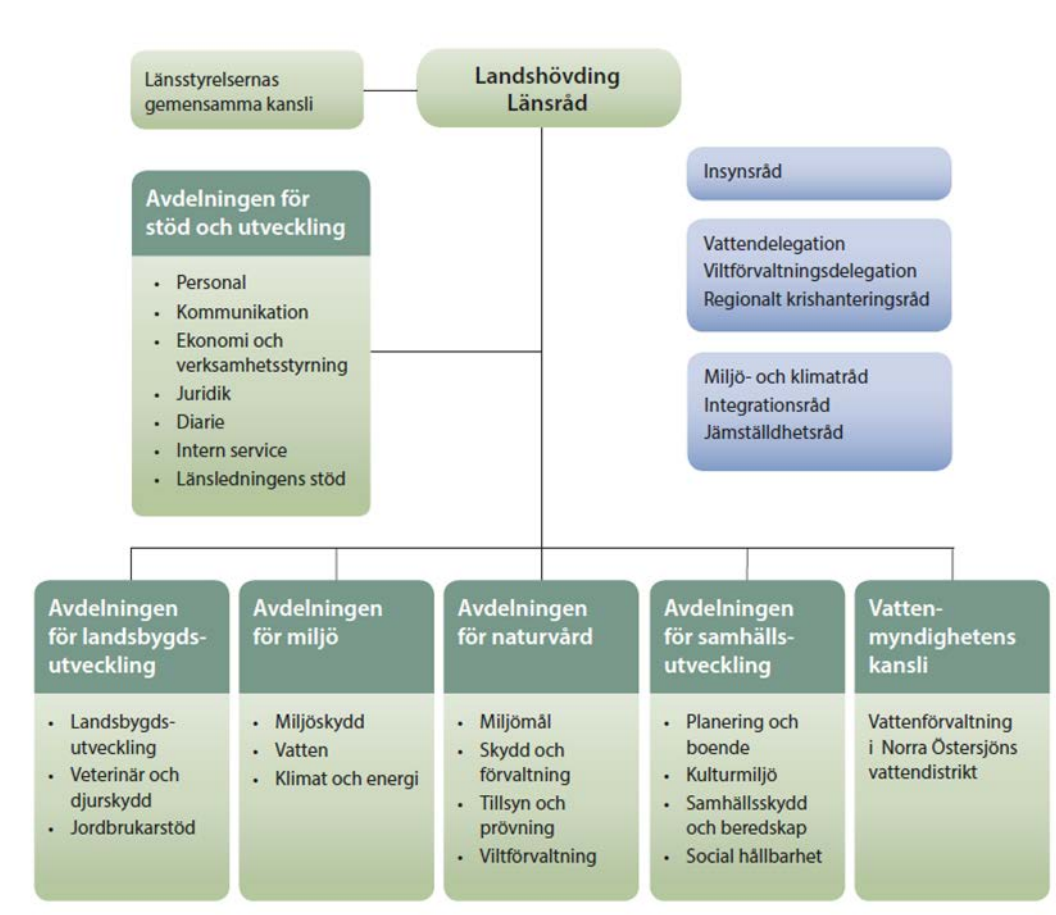 Länsstyrelsernas
gemensamma kansli
Landshövding
Länsråd
Insynsråd
Vattendelegation
Viltförvaltningsdelegation
Regionalt krishanteringsråd
Miljö- och klimatråd
Integrationsråd
Jämställdhetsråd
Avdelningen för
stöd och utveckling
• Personal
• Kommunikation
• Ekonomi och
verksamhetsstyrning
• Juridik
• Diarie
• Intern service
• Länsledningens stöd
Avdelningen
för landsbygds-
utveckling
• Landsbygds-
utveckling
• Veterinär och
djurskydd
• Jordbrukarstöd
Avdelningen
för miljö
• Miljöskydd
• Vatten
• Klimat och energi
Avdelningen
för naturvård
• Miljömål
• Skydd och
förvaltning
• Tillsyn och
prövning
• Viltförvaltning
Avdelningen
för samhälls-
utveckling
• Planering och
boende
• Kulturmiljö
• Samhällsskydd
och beredskap
• Social hållbarhet
Vatten-
myndighetens
kansli
Vattenförvaltning
i Norra Östersjöns
vattendistrikt